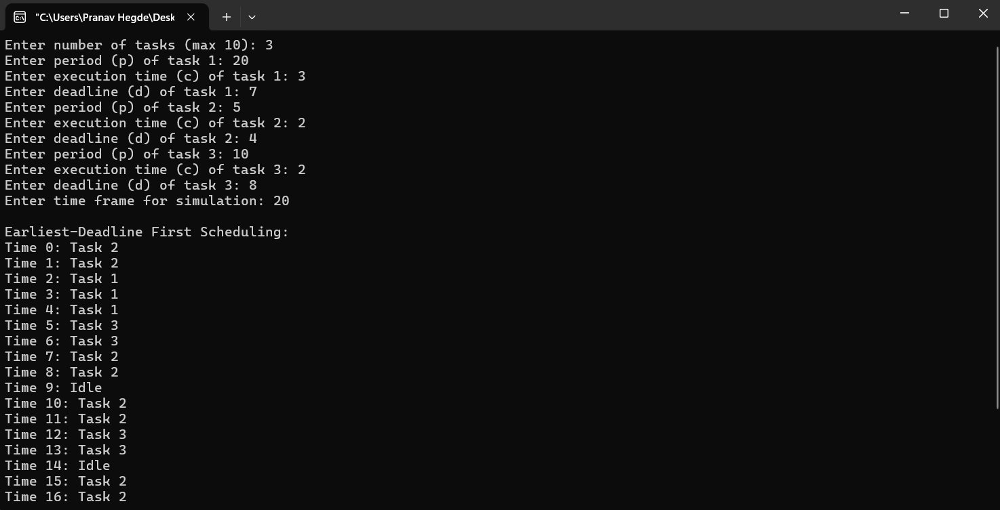 "C:\Users\Pranav Hegde\Desk
Enter number of tasks (max 10): 3
Enter period (p) of task 1: 20
Enter execution time (c) of task 1: 3
Enter deadline (d) of task 1: 7
Enter period (p) of task 2: 5
Enter execution time (c) of task 2: 2
Enter deadline (d) of task 2: 4
Enter period (p) of task 3: 10
Enter execution time (c) of task 3: 2
Enter deadline (d) of task 3: 8
Enter time frame for simulation: 20
Earliest-Deadline First Scheduling:
Time 0: Task 2
Time 1: Task 2
Time 2: Task 1
Time 3: Task 1
Time 4: Task 1
Time 5: Task 3
Time 6: Task 3
Time 7: Task 2
Time 8: Task 2
Time 9: Idle
Time 10: Task 2
Time 11: Task 2
Time 12: Task 3
Time 13: Task 3
Time 14: Idle
Time 15: Task 2
Time 16: Task 2